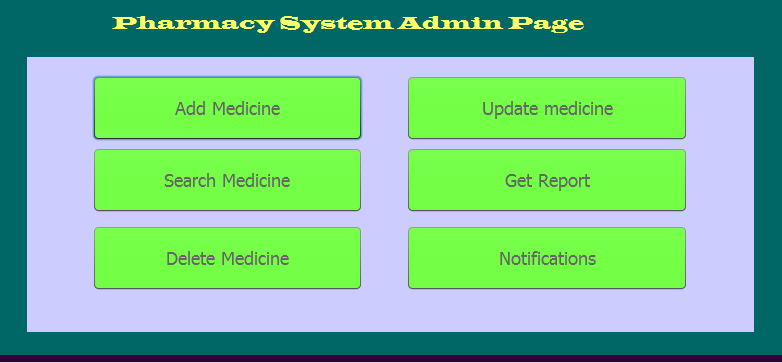 Pharmacy System Admin Page
Add Medicine
Update medicine
Search Medicine
Get Report
Delete Medicine
Notifications